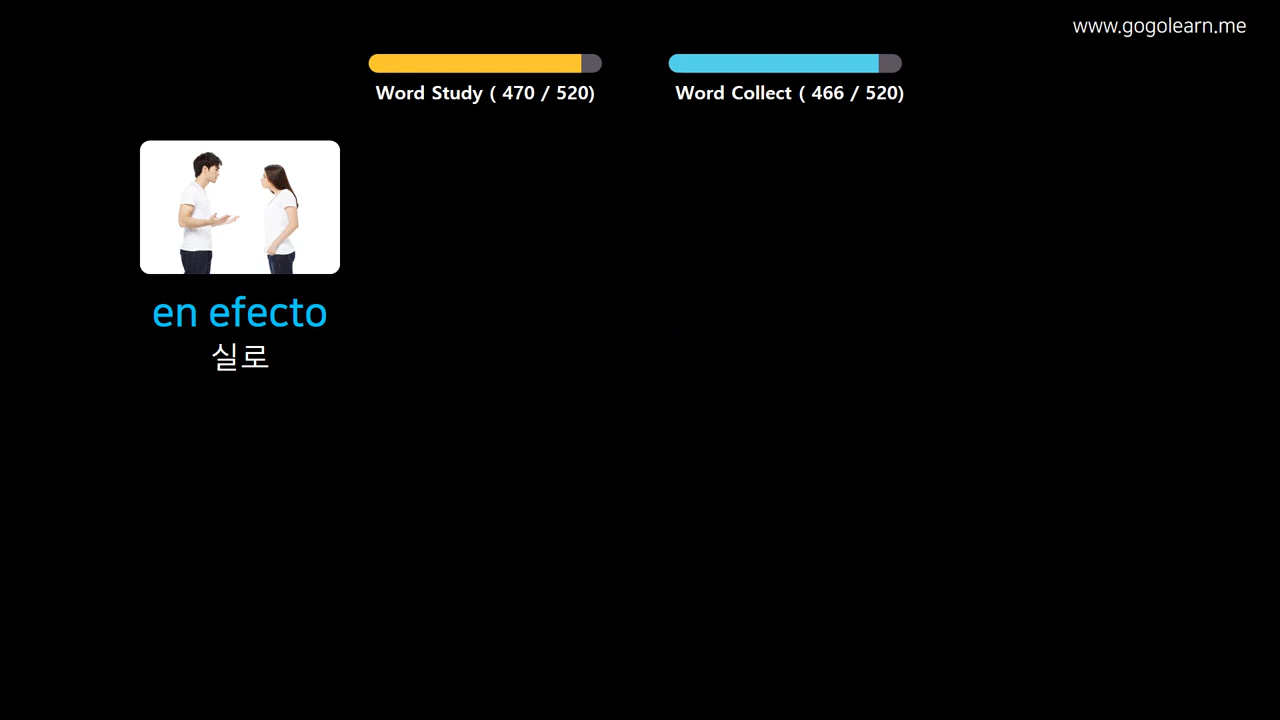 www.gogolearn.me
Word Study ( 470 / 520)
Word Collect ( 466 / 520)
en efecto
실로